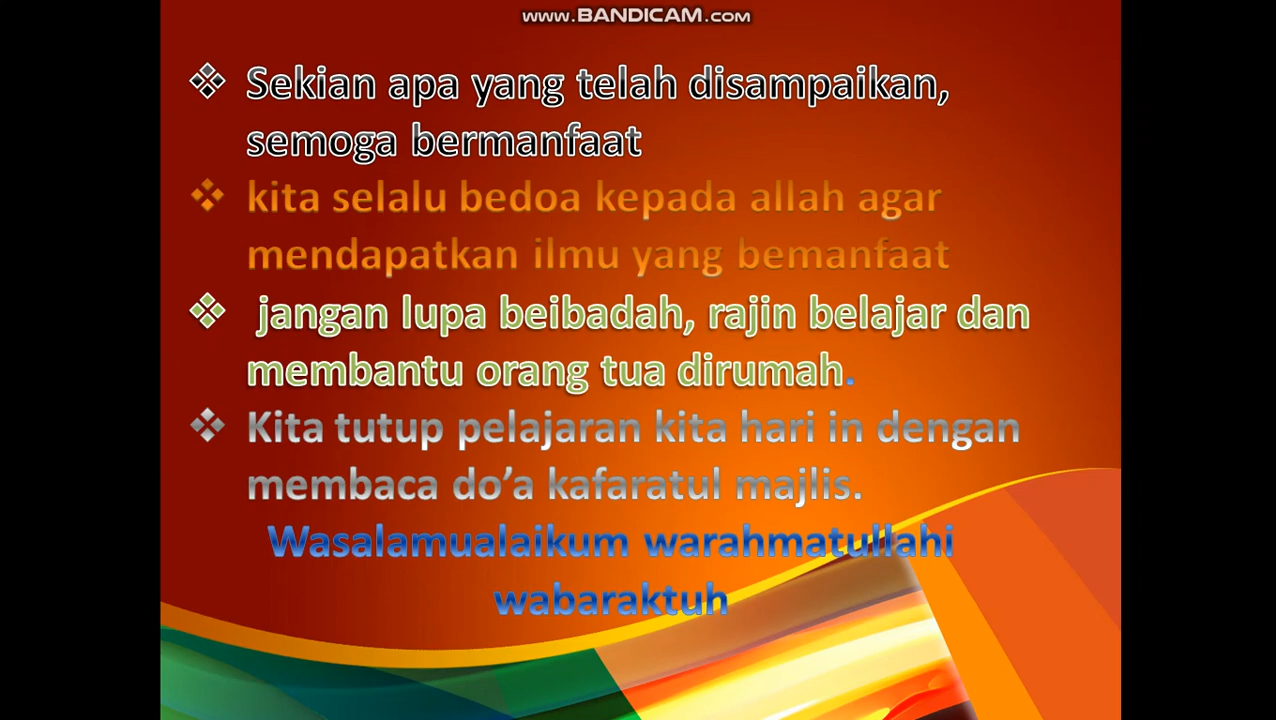 www.BANDICAM.com
Sekian apa yang telah disampaikan,
semoga bermanfaat
kita selalu bedoa kepada allah agar
mendapatkan ilmu yang bemanfaat
jangan lupa beibadah, rajin belajar dan
membantu orang tua dirumah.
Kita tutup pelajaran kita hari in dengan
membaca do’a kafaratul majlis.
Wasalamualaikum warahmatullahi
wabaraktuh